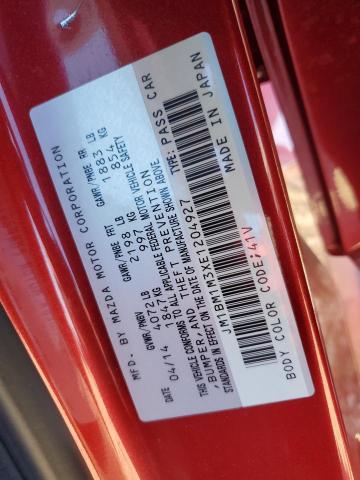 MFD. BY MAZDA MOTOR CORPORATION
GVWR/PNBV GAWR/PNBE FRT GAWR/PNBE RR
4072 LB 2198 LB 1883 LB
1847 KG 997 KG 854 KG
DATE 04/14
THIS VEHICLE CONFORMS TO ALL APPLICABLE FEDERAL MOTOR VEHICLE SAFETY,
BUMPER, AND THEFT PREVENTION
STANDARDS IN EFFECT ON THE DATE OF MANUFACTURE SHOWN ABOVE
JM1BM1M3XE1204927 TYPE: PASS CAR
BODY COLOR CODE;41V MADE IN JAPAN